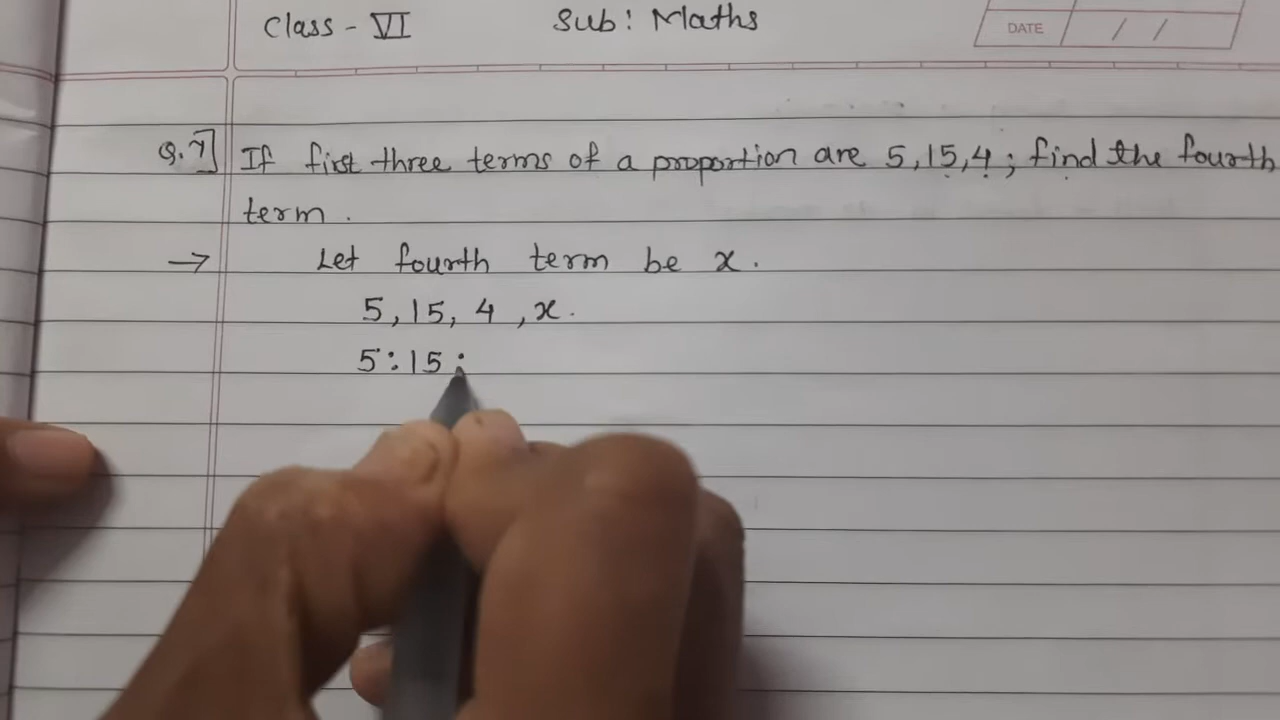 Class - VI Sub: Maths
DATE / /
Q.7] If first three terms of a proportion are 5,15,4; find the fourth
term.
→ Let fourth term be x.
5,15, 4 ,x.
5:15: